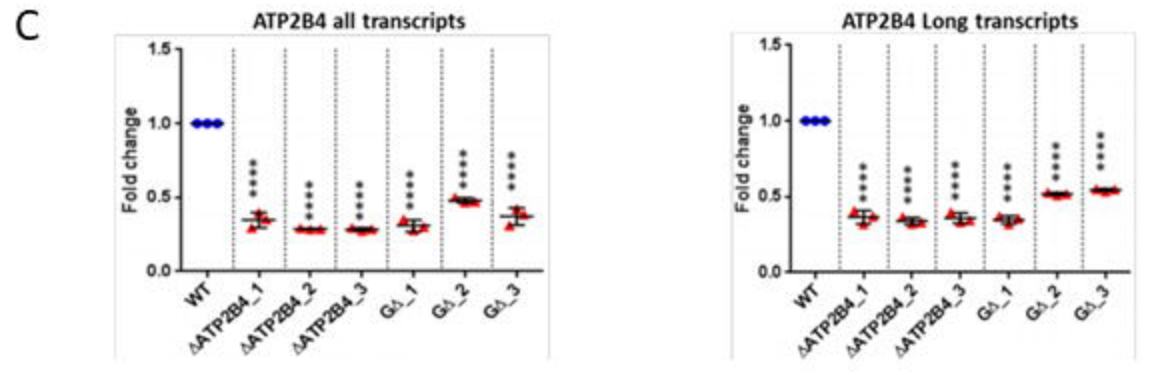 C
ATP2B4 all transcripts
Fold change
1.5
1.0
0.5
0.0
****
****
****
****
****
****
WT
ΔATP2B4_1
ΔATP2B4_2
ΔATP2B4_3
GΔ_1
GΔ_2
GΔ_3
ATP2B4 Long transcripts
Fold change
1.5
1.0
0.5
0.0
****
****
****
****
****
****
WT
ΔATP2B4_1
ΔATP2B4_2
ΔATP2B4_3
GΔ_1
GΔ_2
GΔ_3